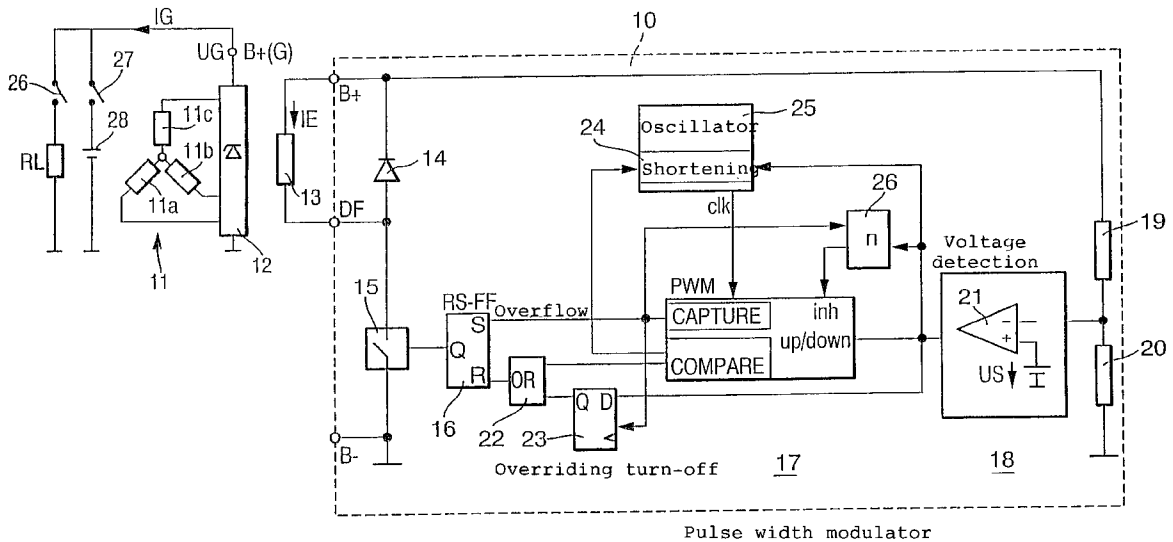 IG
10
26
27
UG
B+(G)
B+
25
Oscillator
28
11c
IE
24
14
Shortening
RL
11b
13
clk
26
11a
DF
n
19
11
12
Voltage
detection
15
RS-FF
Overflow
PWM
S
CAPTURE
inh
21
-
+
Q
up/down
COMPARE
US
20
R
OR
Q D
16
22
23
B-
Overriding turn-off
17
18
Pulse width modulator